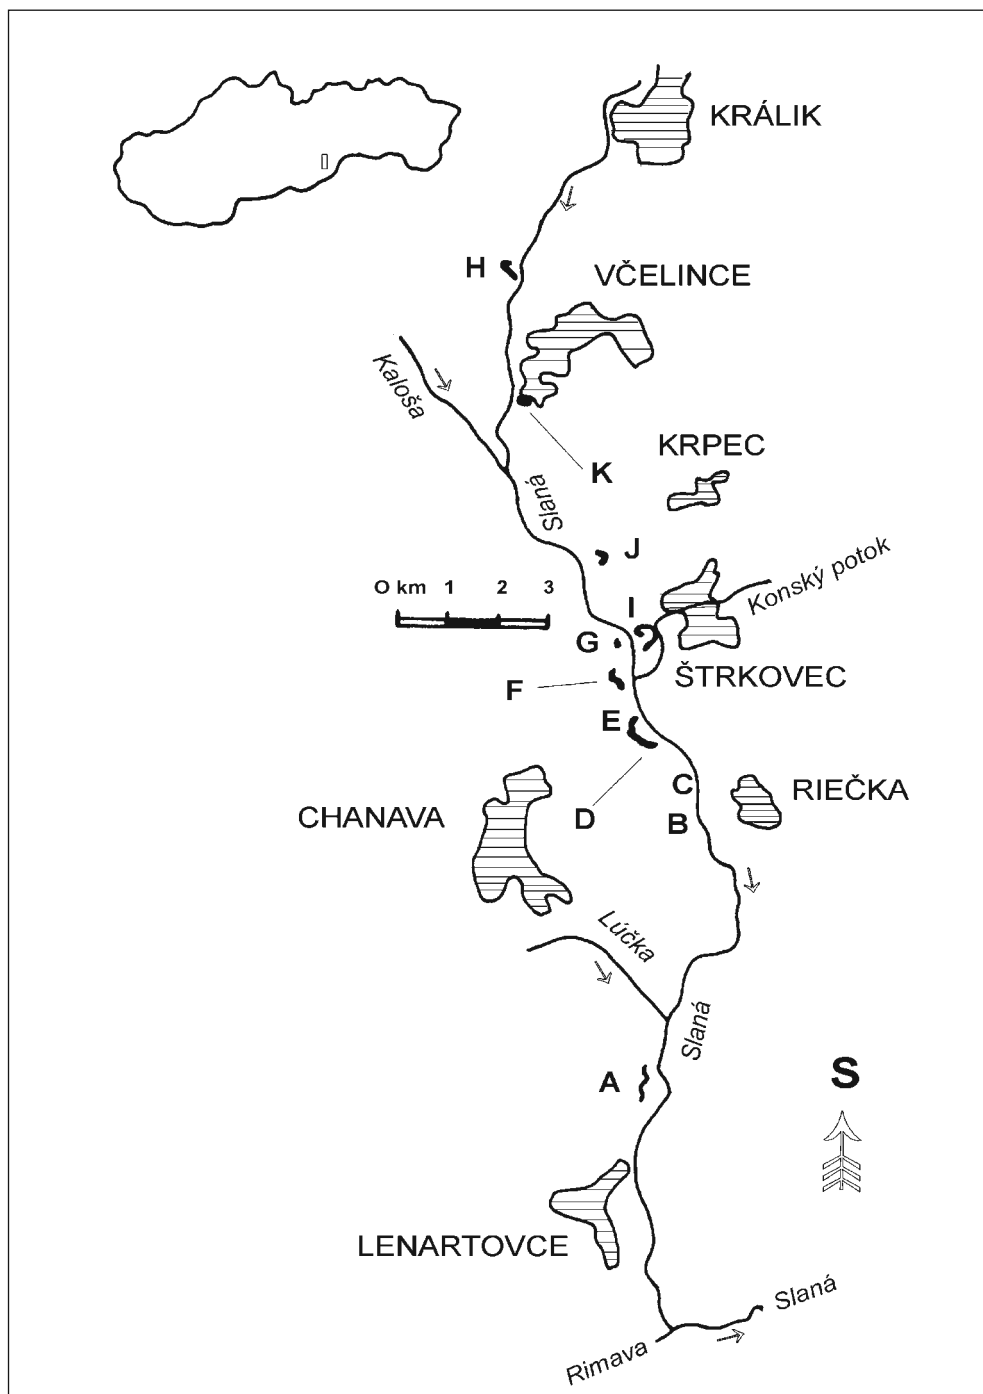 KRÁLIK
H
VČELINCE
Kaloša
KRPEC
K
Slaná
J
Konský potok
O km 1 2 3
I
G
ŠTRKOVEC
F
E
C
RIEČKA
CHANAVA
D
B
Lúčka
Slaná
S
A
LENARTOVCE
Slaná
Rimava